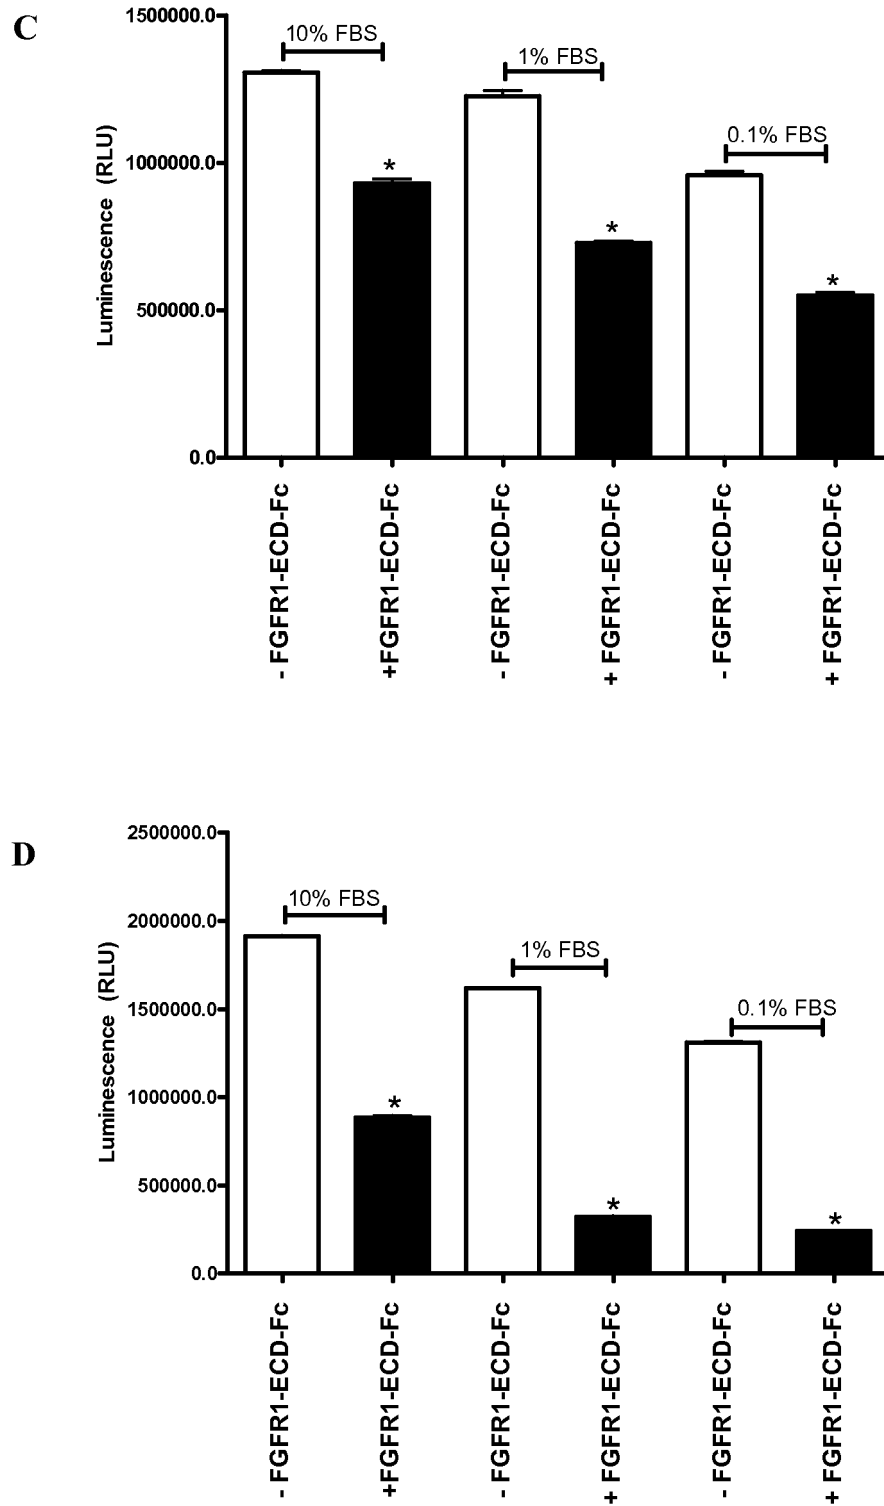 C
1500000.0
1000000.0
500000.0
0.0
Luminescence (RLU)
10% FBS
1% FBS
0.1% FBS
*
*
*
- FGFR1-ECD-Fc
+FGFR1-ECD-Fc
- FGFR1-ECD-Fc
+ FGFR1-ECD-Fc
- FGFR1-ECD-Fc
+ FGFR1-ECD-Fc
D
2500000.0
2000000.0
1500000.0
1000000.0
500000.0
0.0
Luminescence (RLU)
10% FBS
1% FBS
0.1% FBS
*
*
*
- FGFR1-ECD-Fc
+FGFR1-ECD-Fc
- FGFR1-ECD-Fc
+ FGFR1-ECD-Fc
- FGFR1-ECD-Fc
+ FGFR1-ECD-Fc